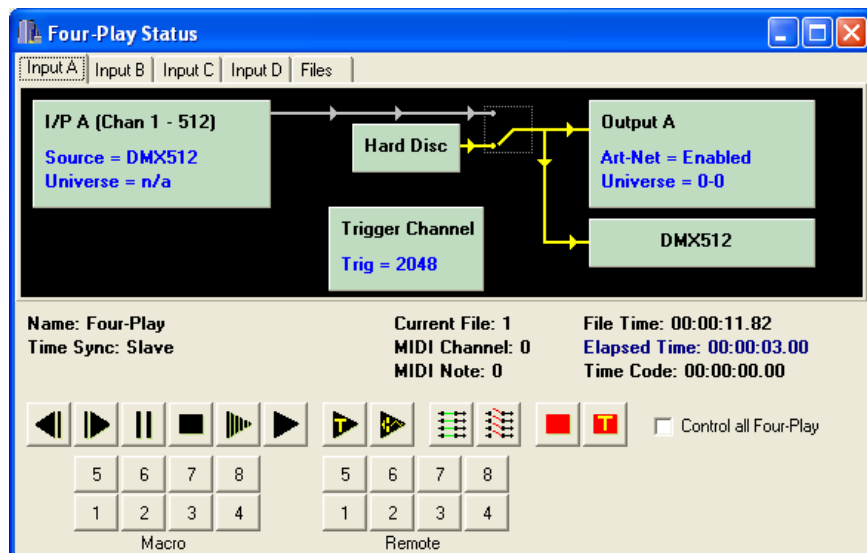 Four-Play Status
Input A Input B Input C Input D Files
I/P A (Chan 1 - 512)
Source = DMX512
Universe = n/a
Hard Disc
Output A
Art-Net = Enabled
Universe = 0-0
Trigger Channel
Trig = 2048
DMX512
Name: Four-Play
Time Sync: Slave
Current File: 1
MIDI Channel: 0
MIDI Note: 0
File Time: 00:00:11.82
Elapsed Time: 00:00:03.00
Time Code: 00:00:00.00
T
T
Control all Four-Play
5 6 7 8
1 2 3 4
Macro
5 6 7 8
1 2 3 4
Remote